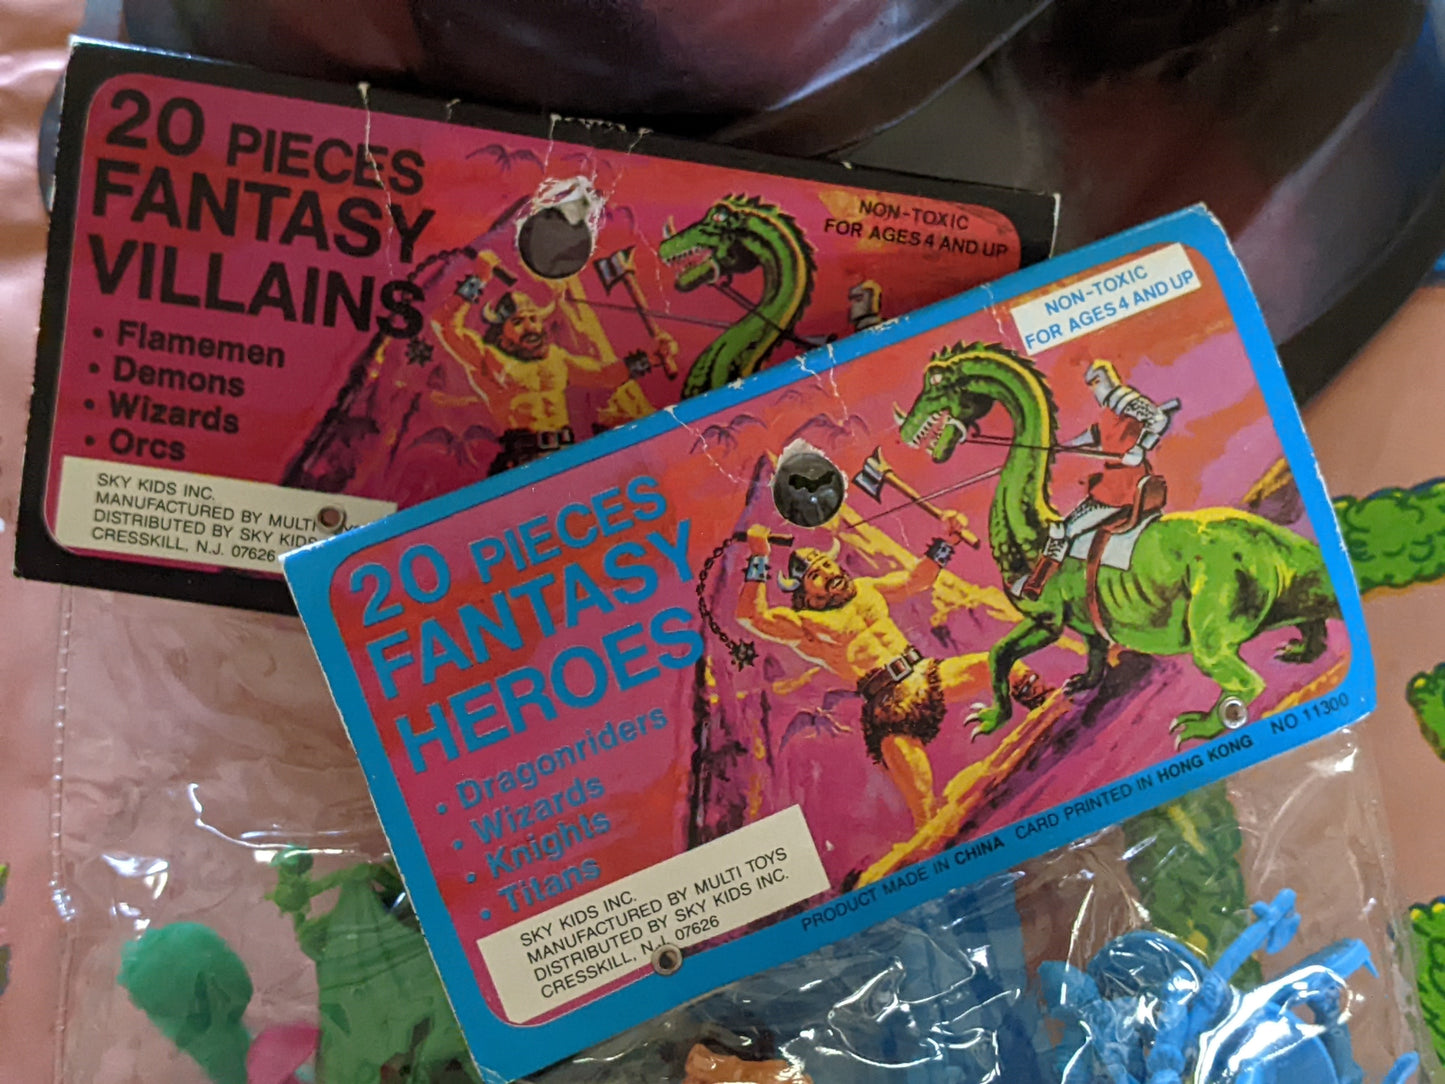 20 PIECES
FANTASY
VILLAINS
• Flamemen
• Demons
• Wizards
• Orcs
NON-TOXIC
FOR AGES 4 AND UP
SKY KIDS INC.
MANUFACTURED BY MULTI
DISTRIBUTED BY SKY KIDS
CRESSKILL, N.J. 07626
20 PIECES
FANTASY
HEROES
• Dragonriders
• Wizards
• Knights
• Titans
NON-TOXIC
FOR AGES 4 AND UP
SKY KIDS INC.
MANUFACTURED BY MULTI TOYS
DISTRIBUTED BY SKY KIDS INC.
CRESSKILL, N.J. 07626
PRODUCT MADE IN CHINA CARD PRINTED IN HONG KONG NO 11300